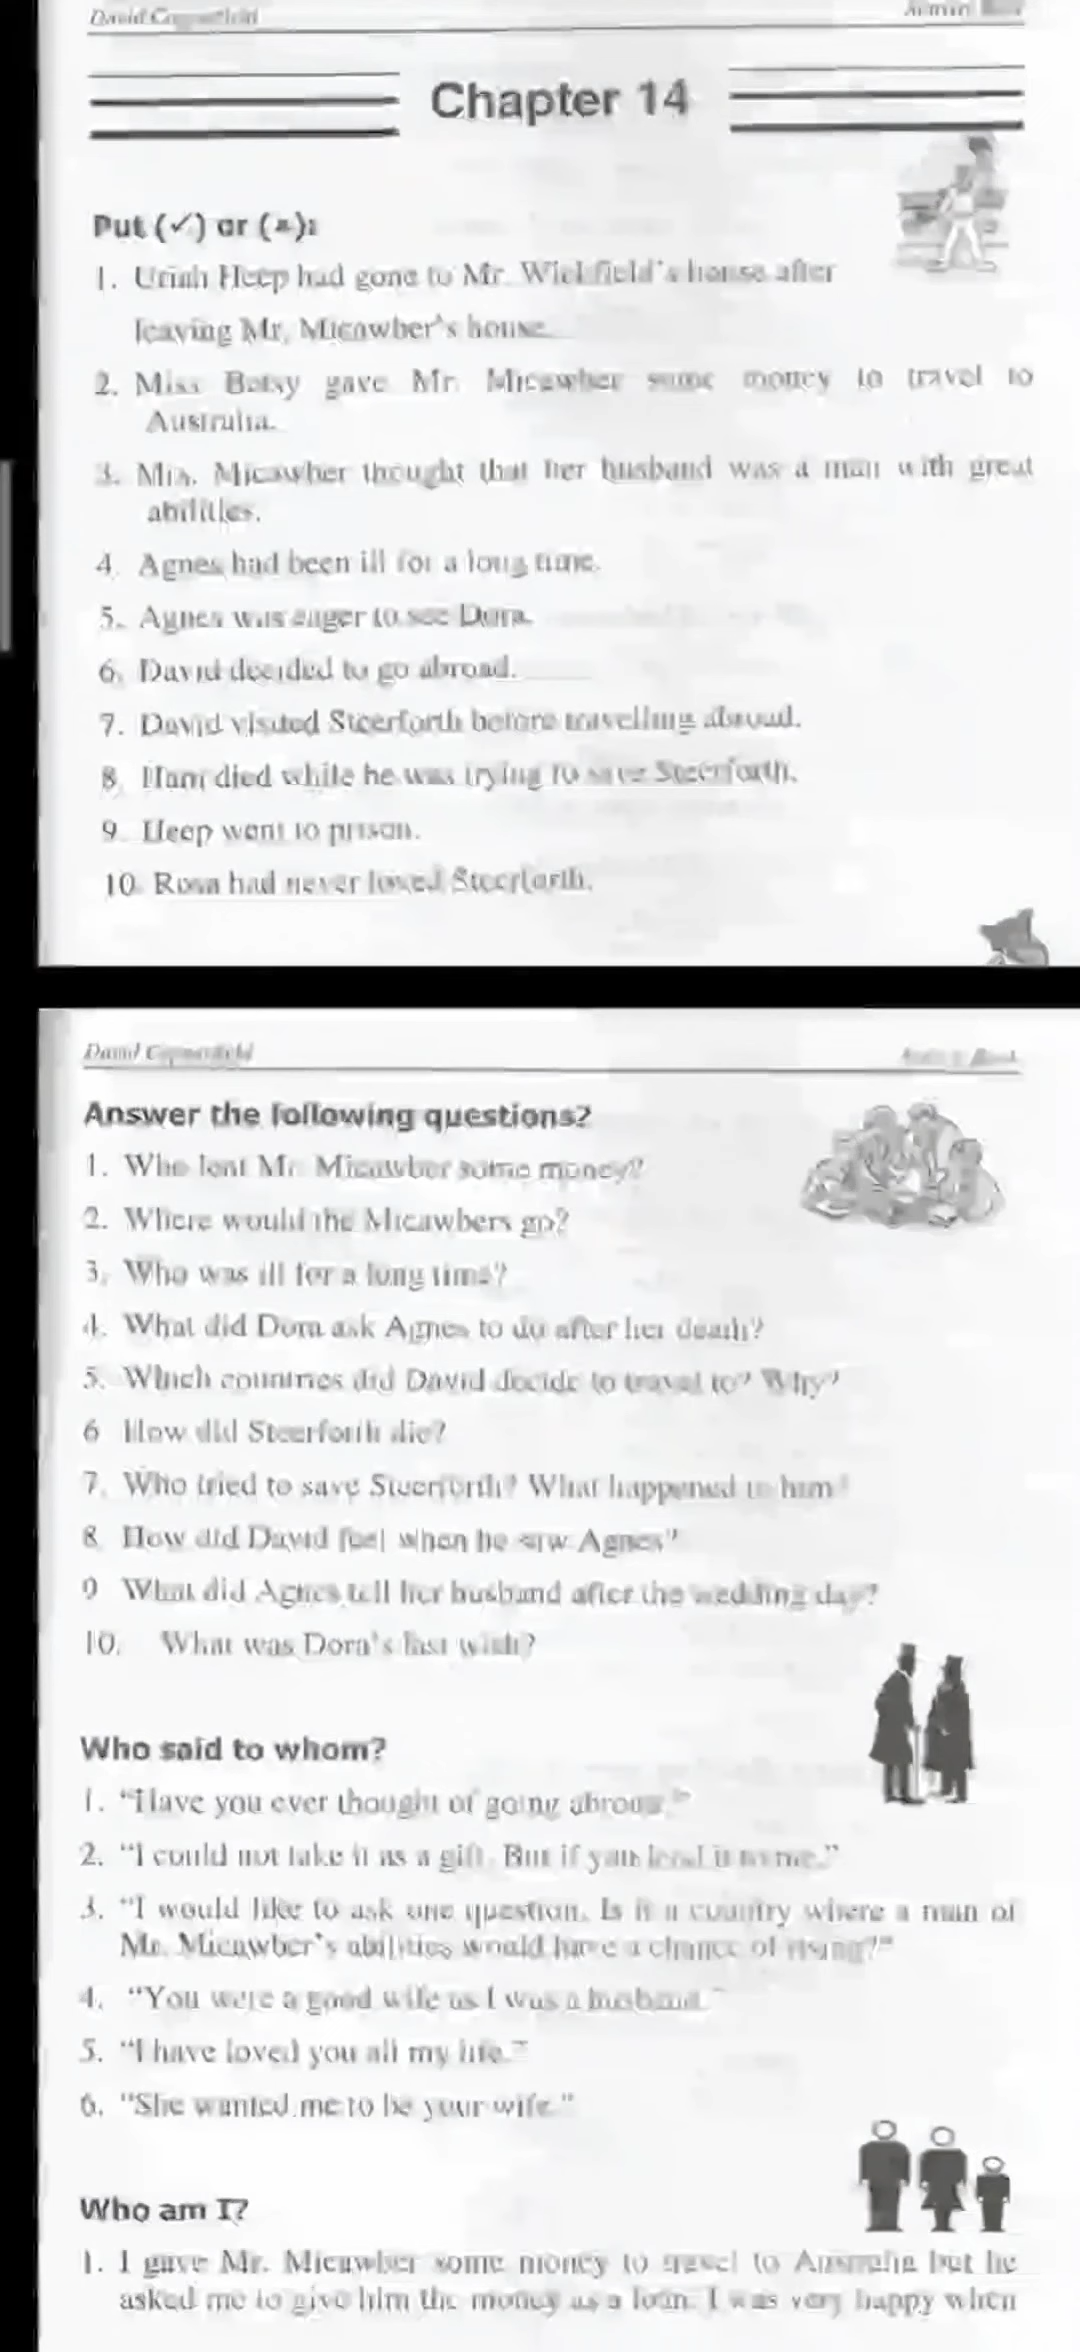 David Copperfield
Chapter 14
Put (✓) or (×):
1. Uriah Heep had gone to Mr. Wickfield's house after
leaving Mr. Micawber's house.
2. Miss Betsy gave Mr. Micawber some money to travel to
Australia.
3. Mrs. Micawber thought that her husband was a man with great
abilities.
4. Agnes had been ill for a long time.
5. Agnes was eager to see Dora.
6. David decided to go abroad.
7. David visited Steerforth before travelling abroad.
8. Ham died while he was trying to save Steerforth.
9. Heep went to prison.
10. Rosa had never loved Steerforth.
David Copperfield
Answer the following questions?
1. Who lent Mr. Micawber some money?
2. Where would the Micawbers go?
3. Who was ill for a long time?
4. What did Dora ask Agnes to do after her death?
5. Which countries did David decide to travel to? Why?
6 How did Steerforth die?
7. Who tried to save Steerforth? What happened to him?
8. How did David feel when he saw Agnes?
9 What did Agnes tell her husband after the wedding day?
10. What was Dora's last wish?
Who said to whom?
1. "Have you ever thought of going abroad?"
2. "I could not take it as a gift. But if you lend it to me."
3. "I would like to ask one question. Is it a country where a man of
Mr. Micawber's abilities would have a chance of rising?"
4. "You were a good wife as I was a husband."
5. "I have loved you all my life."
6. "She wanted me to be your wife."
Who am I?
1. I gave Mr. Micawber some money to travel to Australia but he
asked me to give him the money as a loan. I was very happy when